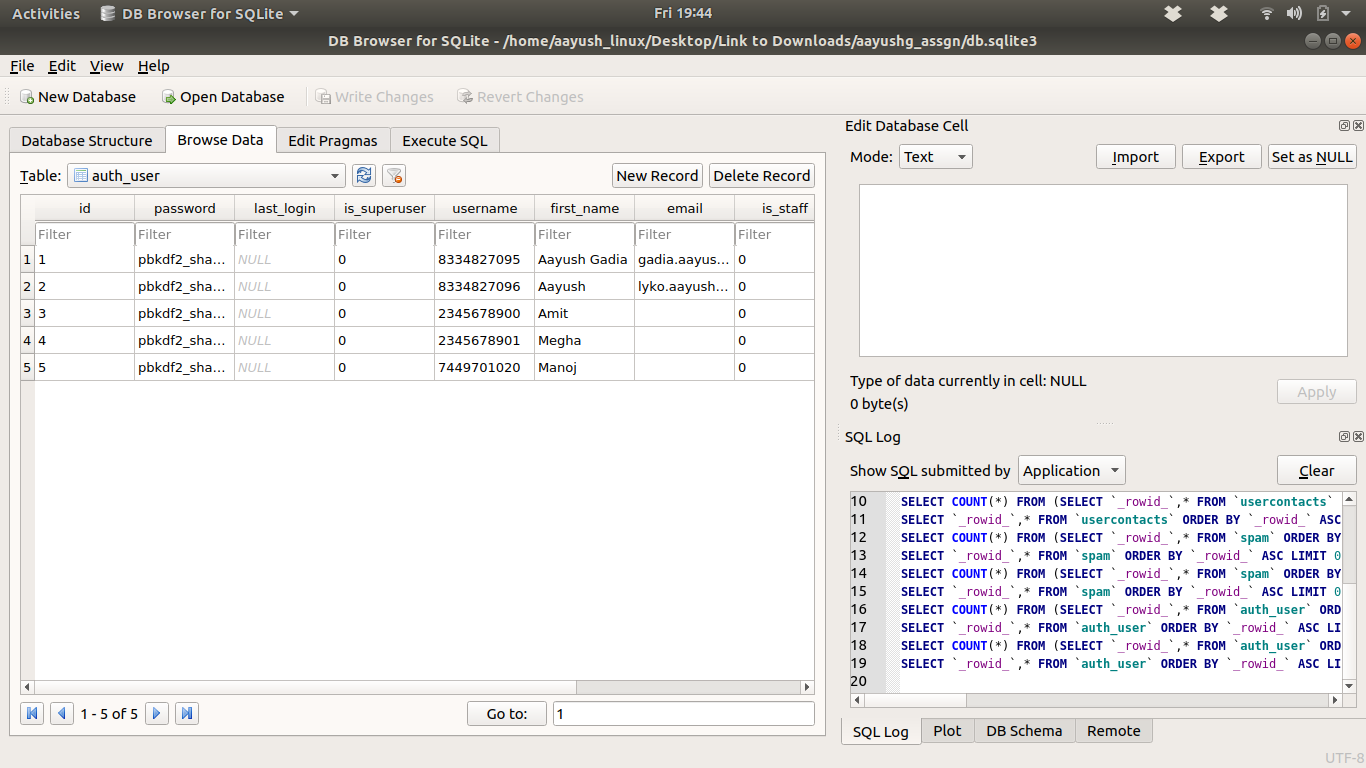 Activities DB Browser for SQLite Fri 19:44
DB Browser for SQLite - /home/aayush_linux/Desktop/Link to Downloads/aayushg_assgn/db.sqlite3
File Edit View Help
New Database Open Database Write Changes Revert Changes
Database Structure Browse Data Edit Pragmas Execute SQL
Table: auth_user New Record Delete Record
id password last_login is_superuser username first_name email is_staff
Filter Filter Filter Filter Filter Filter Filter Filter
1 1 pbkdf2_sha... NULL 0 8334827095 Aayush Gadia gadia.aayus... 0
2 2 pbkdf2_sha... NULL 0 8334827096 Aayush lyko.aayush... 0
3 3 pbkdf2_sha... NULL 0 2345678900 Amit 0
4 4 pbkdf2_sha... NULL 0 2345678901 Megha 0
5 5 pbkdf2_sha... NULL 0 7449701020 Manoj 0
1 - 5 of 5 Go to: 1
Edit Database Cell
Mode: Text Import Export Set as NULL
Type of data currently in cell: NULL
0 byte(s)
Apply
SQL Log
Show SQL submitted by Application Clear
10 SELECT COUNT(*) FROM (SELECT `_rowid_`,* FROM `usercontacts`
11 SELECT `_rowid_`,* FROM `usercontacts` ORDER BY `_rowid_` ASC
12 SELECT COUNT(*) FROM (SELECT `_rowid_`,* FROM `spam` ORDER BY
13 SELECT `_rowid_`,* FROM `spam` ORDER BY `_rowid_` ASC LIMIT 0
14 SELECT COUNT(*) FROM (SELECT `_rowid_`,* FROM `spam` ORDER BY
15 SELECT `_rowid_`,* FROM `spam` ORDER BY `_rowid_` ASC LIMIT 0
16 SELECT COUNT(*) FROM (SELECT `_rowid_`,* FROM `auth_user` ORD
17 SELECT `_rowid_`,* FROM `auth_user` ORDER BY `_rowid_` ASC LI
18 SELECT COUNT(*) FROM (SELECT `_rowid_`,* FROM `auth_user` ORD
19 SELECT `_rowid_`,* FROM `auth_user` ORDER BY `_rowid_` ASC LI
20
SQL Log Plot DB Schema Remote
UTF-8